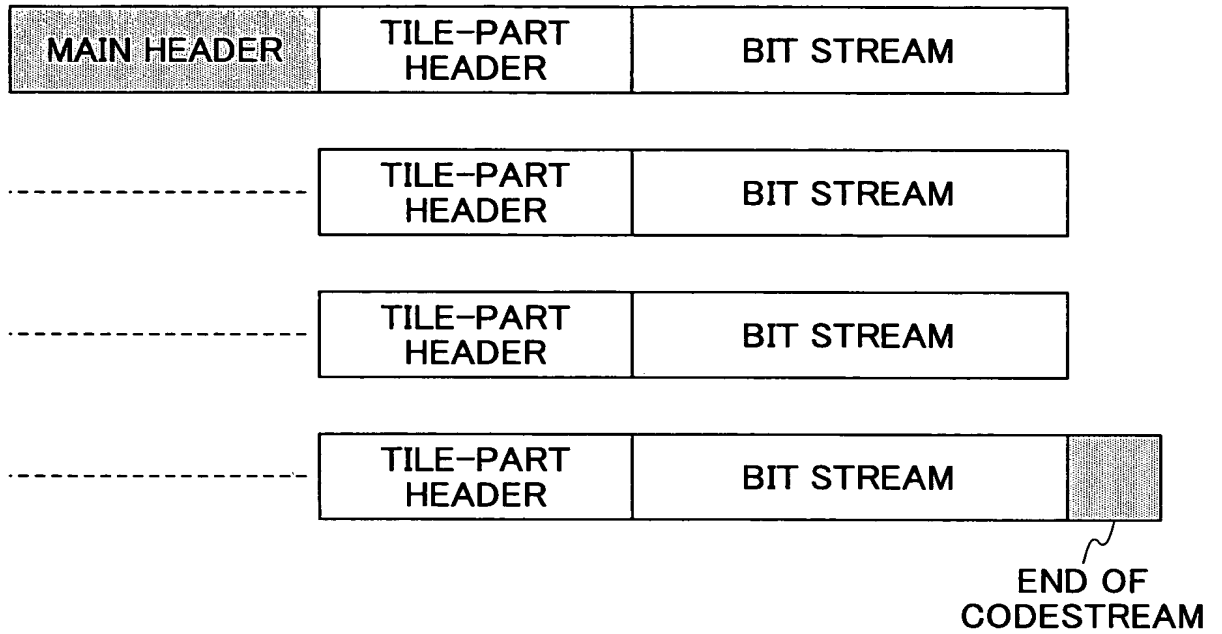 MAIN HEADER
TILE-PART
HEADER
BIT STREAM
TILE-PART
HEADER
BIT STREAM
TILE-PART
HEADER
BIT STREAM
TILE-PART
HEADER
BIT STREAM
END OF
CODESTREAM